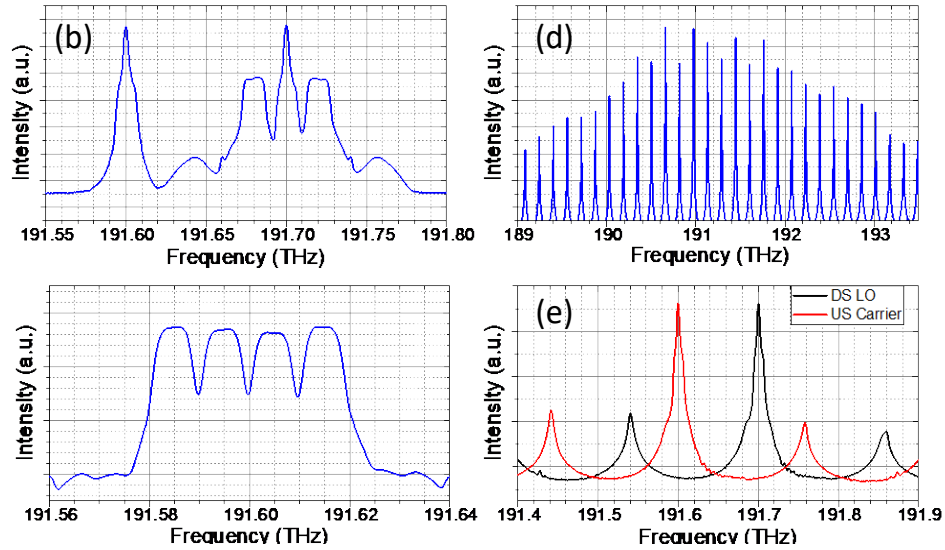 (b)
Intensity (a.u.)
191.55 191.60 191.65 191.70 191.75 191.80
Frequency (THz)
(d)
Intensity (a.u.)
189 190 191 192 193
Frequency (THz)
Intensity (a.u.)
191.56 191.58 191.60 191.62 191.64
Frequency (THz)
(e)
DS LO
US Carrier
Intensity (a.u.)
191.4 191.5 191.6 191.7 191.8 191.9
Frequency (THz)